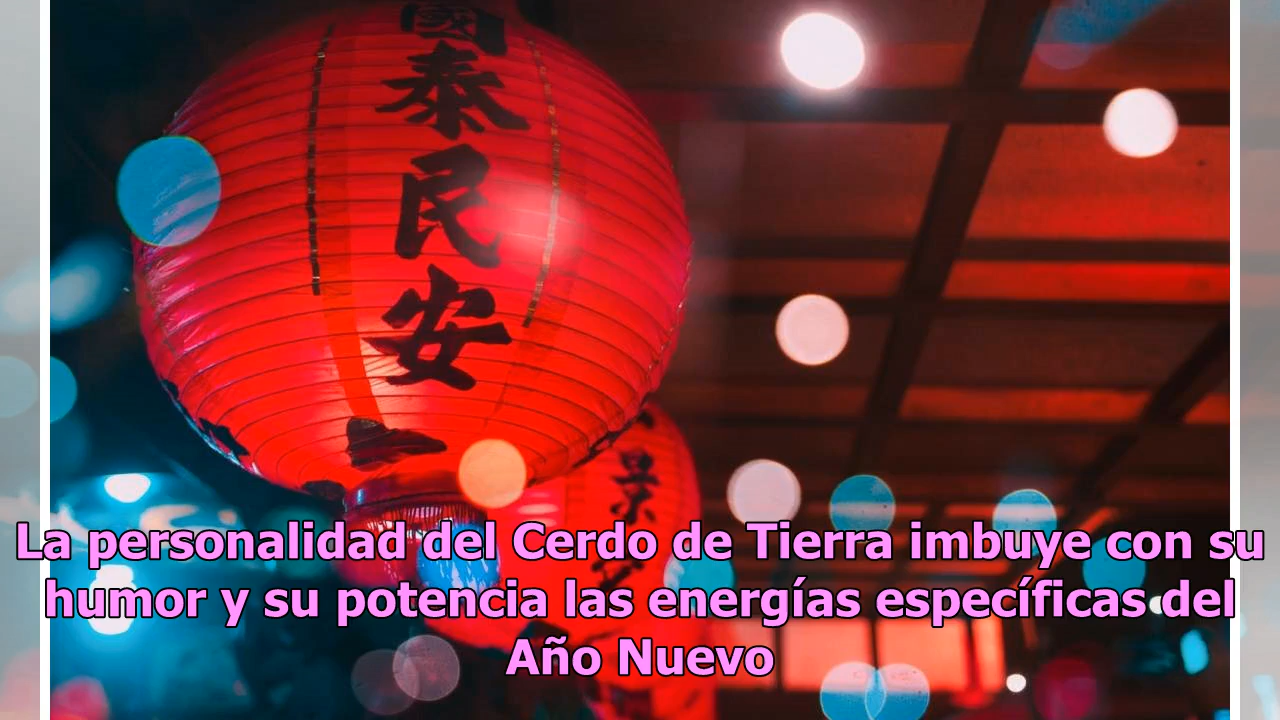 國泰民安
La personalidad del Cerdo de Tierra imbuye con su
humor y su potencia las energías específicas del
Año Nuevo